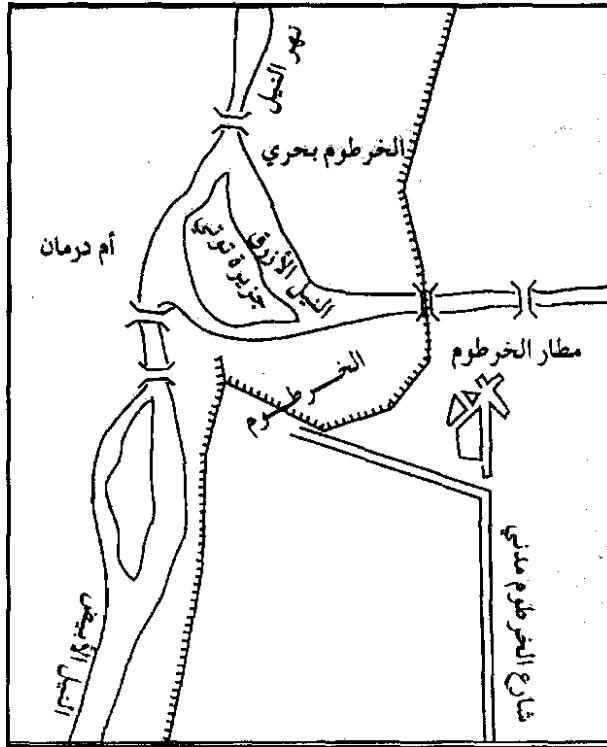 نهر النيل
الخرطوم بحري
أم درمان
جزيرة توتي
النيل الأزرق
مطار الخرطوم
الخرطوم
شارع الخرطوم مدني
النيل الأبيض